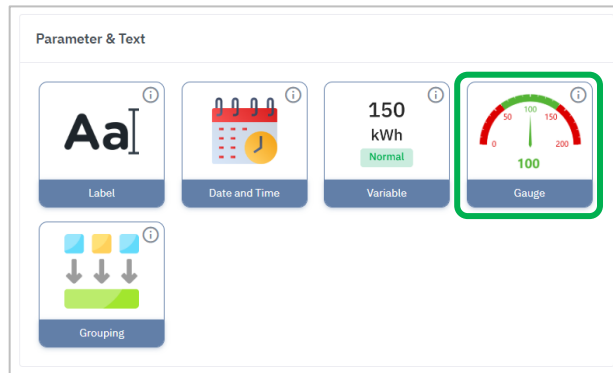 Parameter & Text
Aa
150
kWh
Normal
50
100
150
0
200
100
Label
Date and Time
Variable
Gauge
Grouping